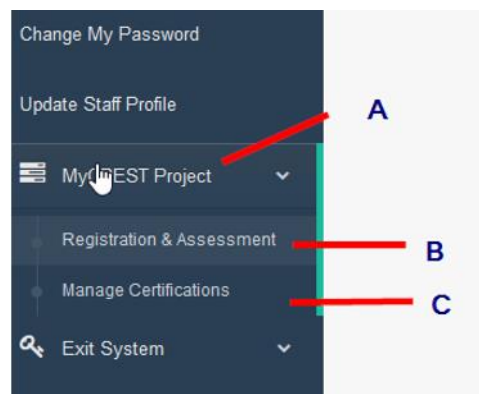 Change My Password
Update Staff Profile
A
Project
Registration & Assessment
B
Manage Certifications
C
Exit System